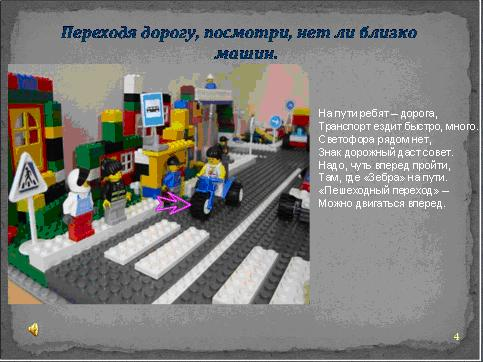 Переходя дорогу, посмотри, нет ли близко
машин.
На пути ребят – дорога,
Транспорт ездит быстро, много.
Светофора рядом нет,
Знак дорожный даст совет.
Надо, чуть вперед пройти,
Там, где «Зебра» на пути.
«Пешеходный переход» –
Можно двигаться вперед.
4